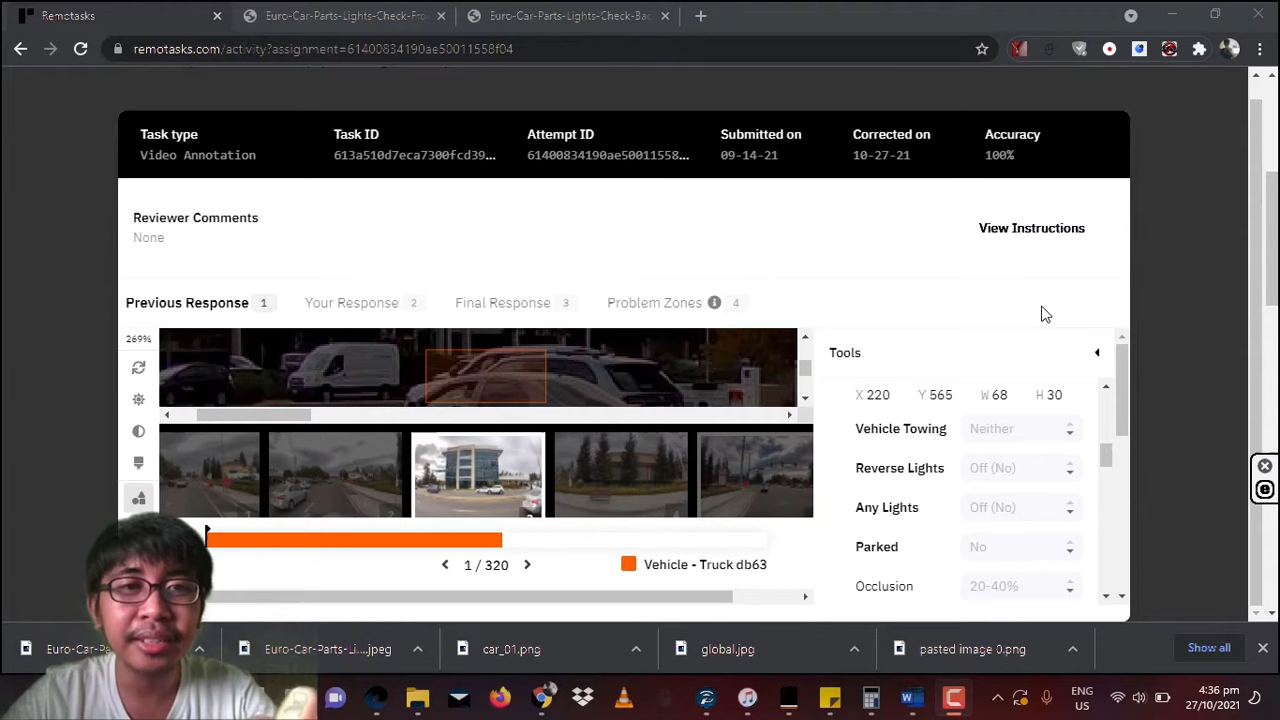 Remotasks
Euro-Car-Parts-Lights-Check-Fron
Euro-Car-Parts-Lights-Check-Back
remotasks.com/activity?assignment=61400834190ae50011558f04
Task type
Task ID
Attempt ID
Submitted on
Corrected on
Accuracy
Video Annotation
613a510d7eca7300fcd39...
61400834190ae50011558...
09-14-21
10-27-21
100%
Reviewer Comments
None
View Instructions
Previous Response 1
Your Response 2
Final Response 3
Problem Zones 4
269%
Tools
X 220 Y 565 W 68 H 30
Vehicle Towing Neither
Reverse Lights Off (No)
Any Lights Off (No)
Parked No
Occlusion 20-40%
1 / 320
Vehicle - Truck db63
Euro-Car-Pa
Euro-Car-Parts-Li....jpeg
car_01.png
global.jpg
pasted image 0.png
Show all
ENG
US
4:36 pm
27/10/2021